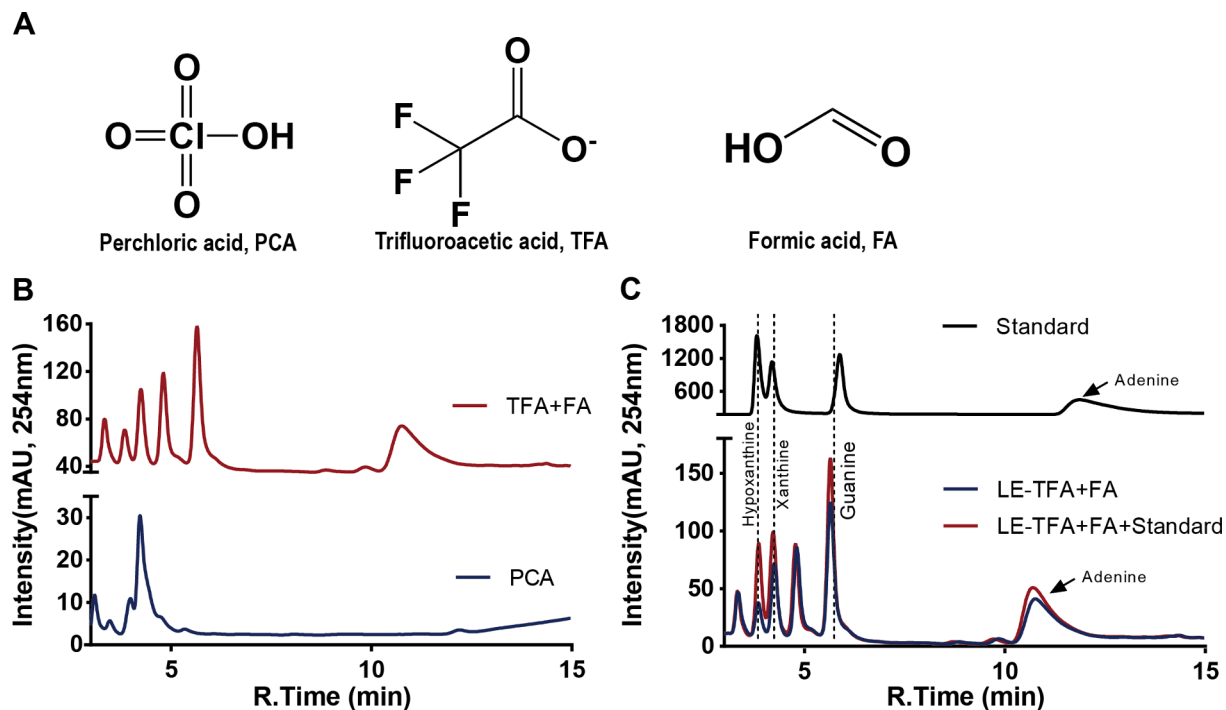 A
O
O=Cl-OH
O
Perchloric acid, PCA
O
F
O-
F
F
Trifluoroacetic acid, TFA
HO
O
Formic acid, FA
B
Intensity(mAU, 254nm)
160
120
80
40
TFA+FA
30
20
10
0
PCA
5
10
15
R.Time (min)
C
Intensity(mAU, 254nm)
1800
1200
600
Standard
Adenine
Hypoxanthine
Xanthine
Guanine
150
100
50
0
LE-TFA+FA
LE-TFA+FA+Standard
Adenine
5
10
15
R.Time (min)